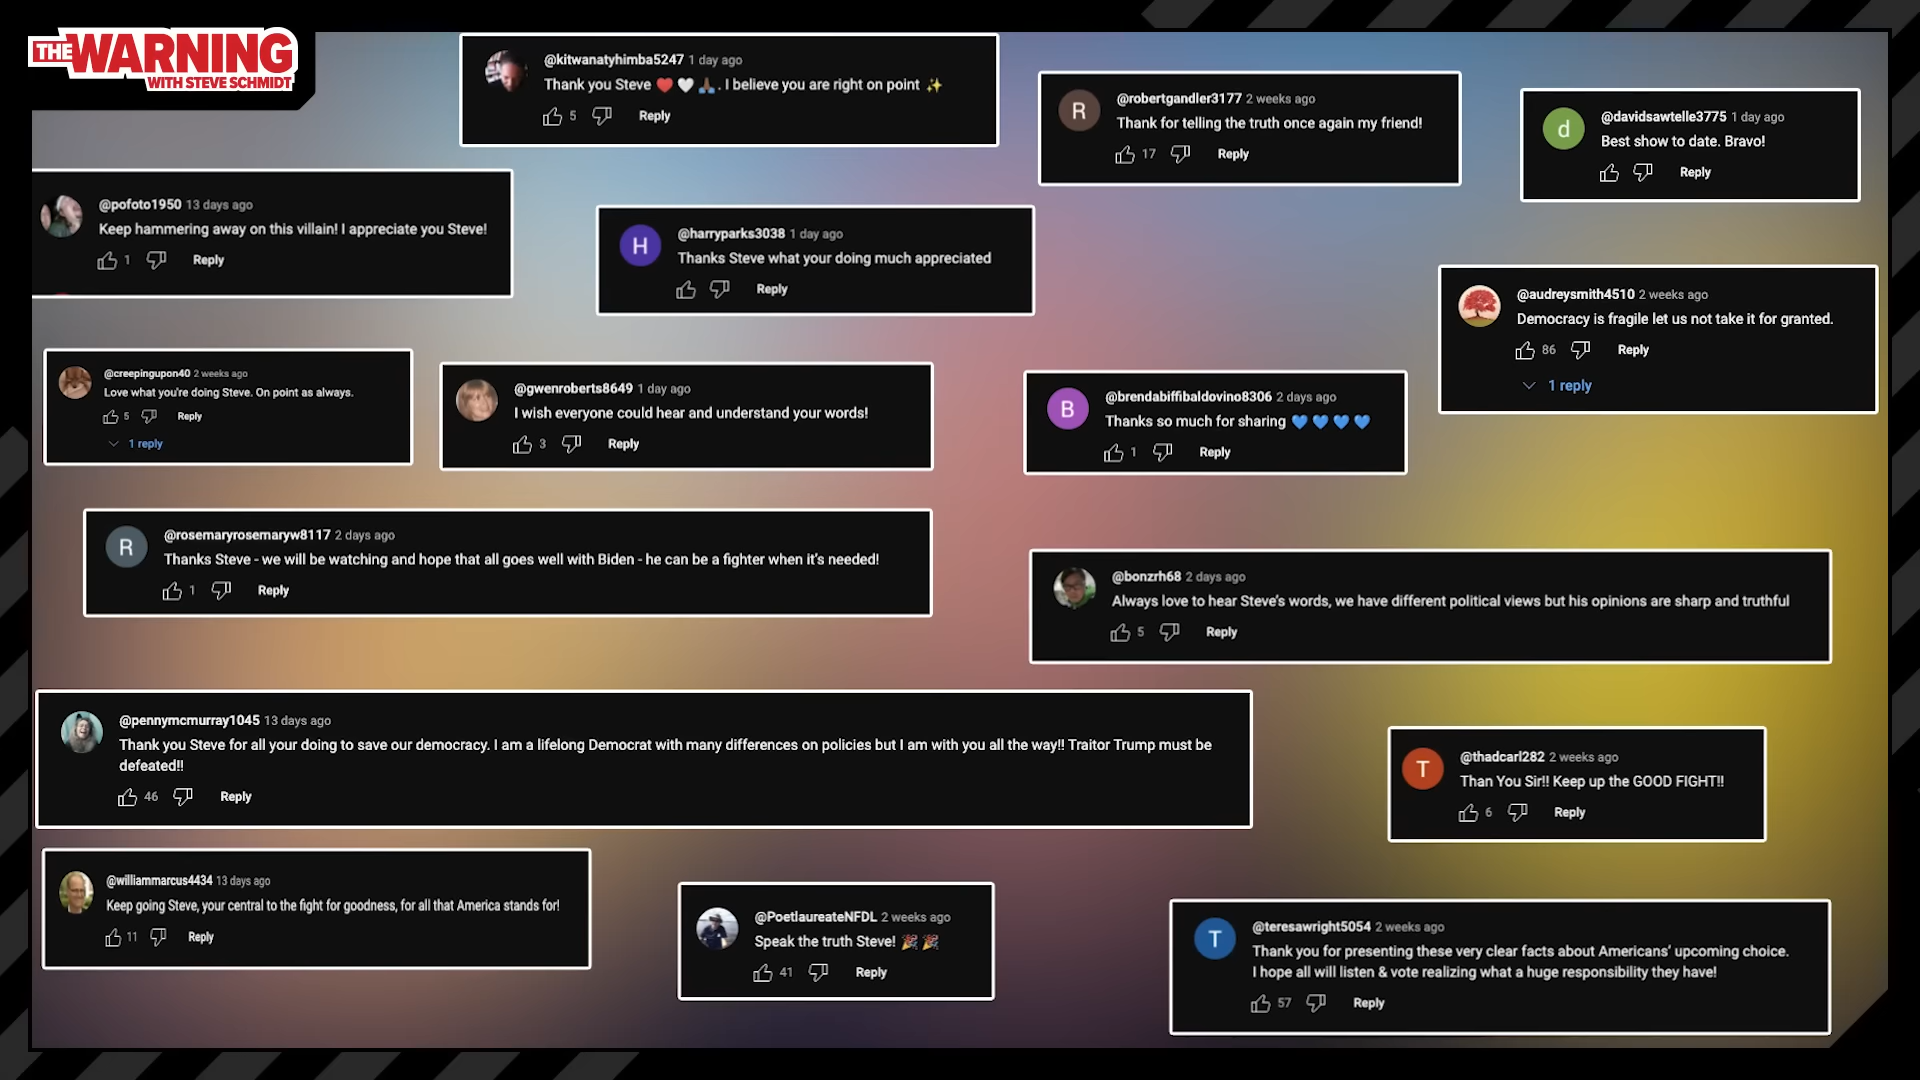 THE WARNING
WITH STEVE SCHMIDT
@kitwanatyhimba5247 1 day ago
Thank you Steve ❤️ 🤍 🙏🏾. I believe you are right on point ✨
5 Reply
@robertgandler3177 2 weeks ago
Thank for telling the truth once again my friend!
17 Reply
d
@davidsawtelle3775 1 day ago
Best show to date. Bravo!
Reply
R
@pofoto1950 13 days ago
Keep hammering away on this villain! I appreciate you Steve!
1 Reply
H
@harryparks3038 1 day ago
Thanks Steve what your doing much appreciated
Reply
@audreysmith4510 2 weeks ago
Democracy is fragile let us not take it for granted.
86 Reply
1 reply
@creepingupon40 2 weeks ago
Love what you're doing Steve. On point as always.
5 Reply
1 reply
@gwenroberts8649 1 day ago
I wish everyone could hear and understand your words!
3 Reply
B
@brendabiffibaldovino8306 2 days ago
Thanks so much for sharing 💙 💙 💙 💙
1 Reply
R
@rosemaryrosemaryw8117 2 days ago
Thanks Steve - we will be watching and hope that all goes well with Biden - he can be a fighter when it's needed!
1 Reply
@bonzrh68 2 days ago
Always love to hear Steve's words, we have different political views but his opinions are sharp and truthful
5 Reply
@pennymcmurray1045 13 days ago
Thank you Steve for all your doing to save our democracy. I am a lifelong Democrat with many differences on policies but I am with you all the way!! Traitor Trump must be
defeated!!
46 Reply
T
@thadcarl282 2 weeks ago
Than You Sir!! Keep up the GOOD FIGHT!!
6 Reply
@williammarcus4434 13 days ago
Keep going Steve, your central to the fight for goodness, for all that America stands for!
11 Reply
@PoetlaureateNFDL 2 weeks ago
Speak the truth Steve! 🎉 🎉
41 Reply
T
@teresawright5054 2 weeks ago
Thank you for presenting these very clear facts about Americans' upcoming choice.
I hope all will listen & vote realizing what a huge responsibility they have!
57 Reply